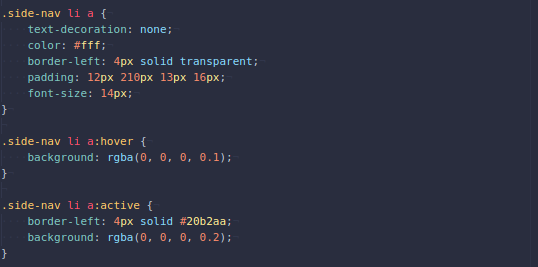 .side-nav li a {
    text-decoration: none;
    color: #fff;
    border-left: 4px solid transparent;
    padding: 12px 210px 13px 16px;
    font-size: 14px;
}

.side-nav li a:hover {
    background: rgba(0, 0, 0, 0.1);
}

.side-nav li a:active {
    border-left: 4px solid #20b2aa;
    background: rgba(0, 0, 0, 0.2);
}